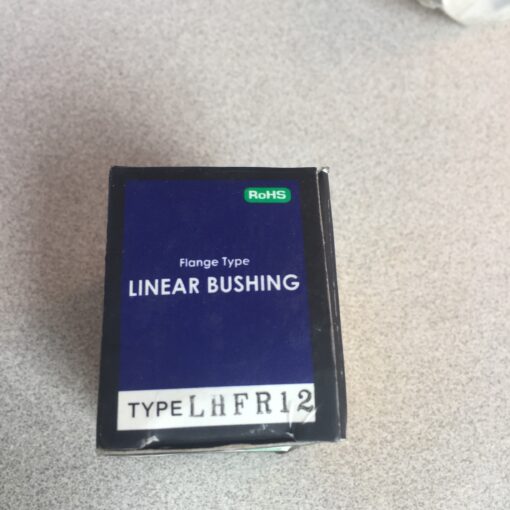 RoHS
Flange Type
LINEAR BUSHING
TYPE LHFR12